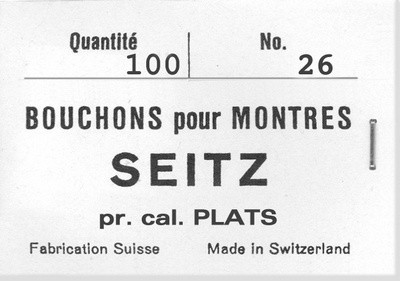 Quantité No.
100 26
BOUCHONS pour MONTRES
SEITZ
pr. cal. PLATS
Fabrication Suisse Made in Switzerland